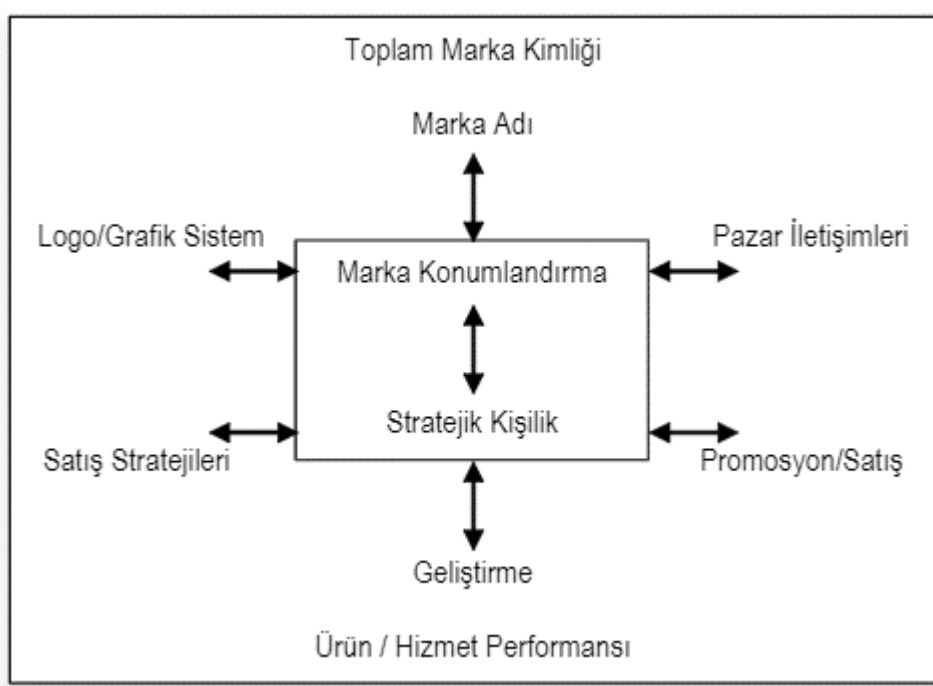 Toplam Marka Kimliği
Marka Adı
Logo/Grafik Sistem
Pazar İletişimleri
Marka Konumlandırma
Stratejik Kişilik
Satış Stratejileri
Promosyon/Satış
Geliştirme
Ürün / Hizmet Performansı